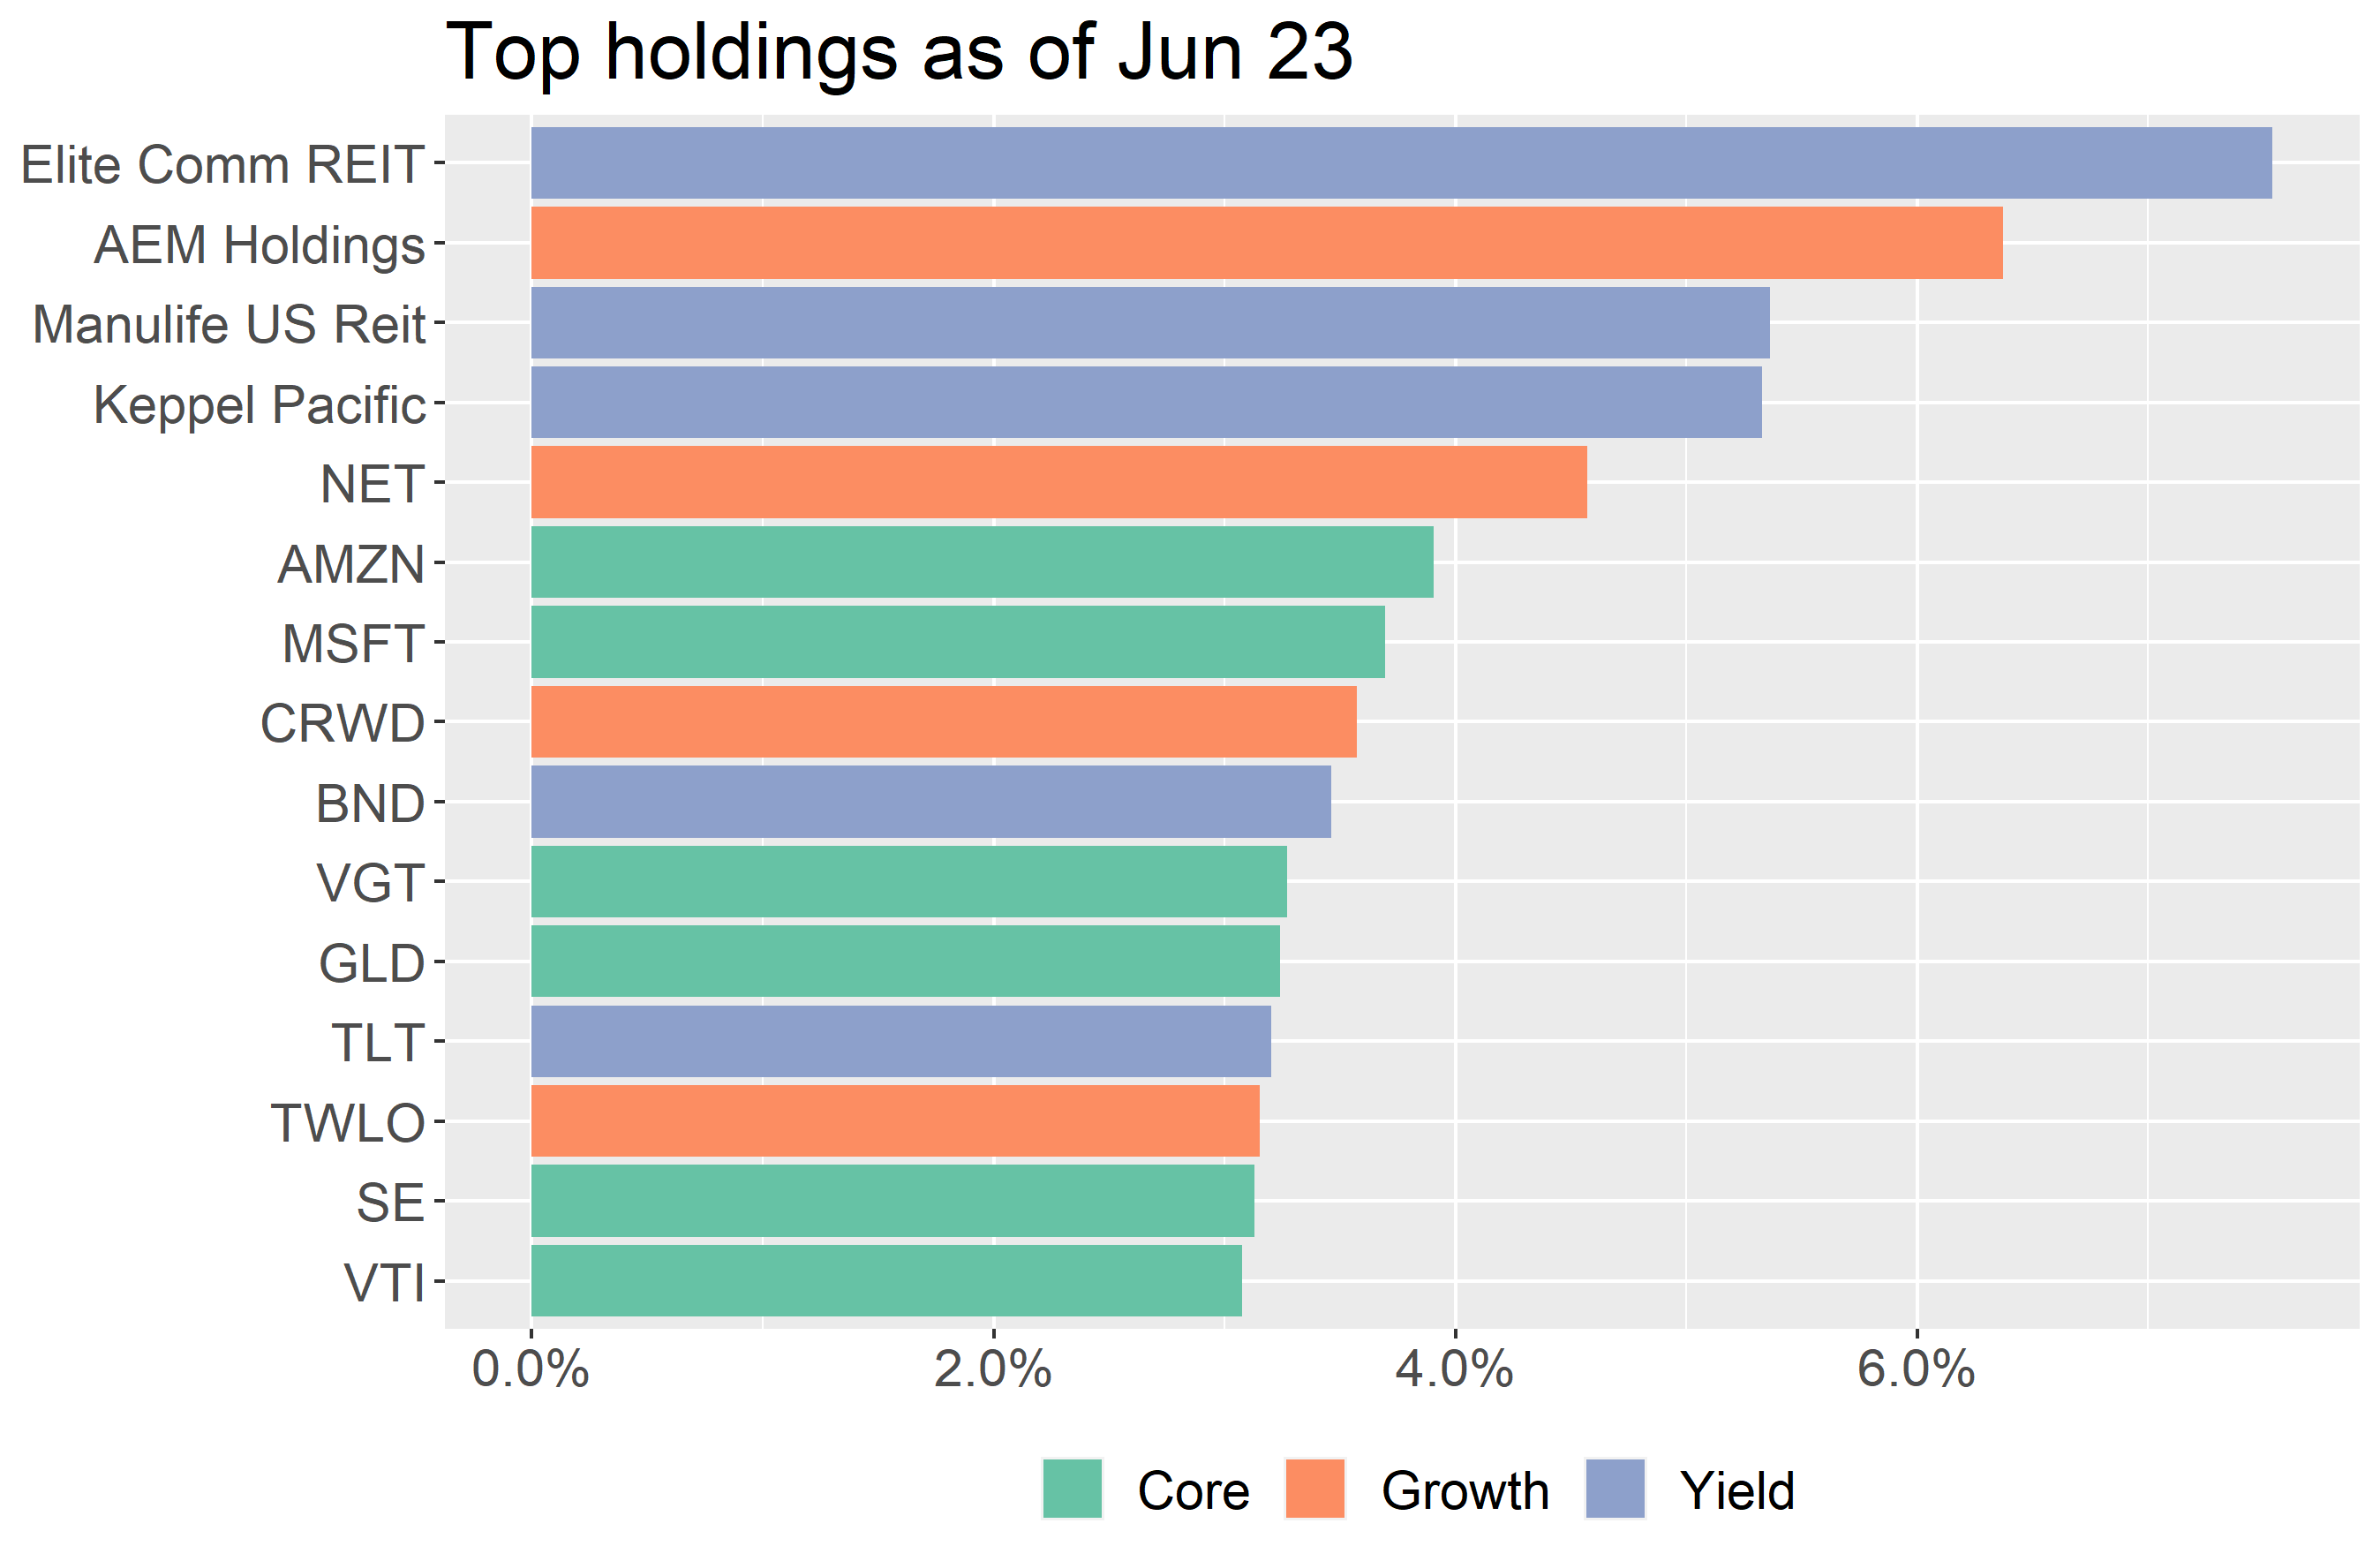 Top holdings as of Jun 23
Elite Comm REIT
AEM Holdings
Manulife US Reit
Keppel Pacific
NET
AMZN
MSFT
CRWD
BND
VGT
GLD
TLT
TWLO
SE
VTI
0.0% 2.0% 4.0% 6.0%
Core Growth Yield